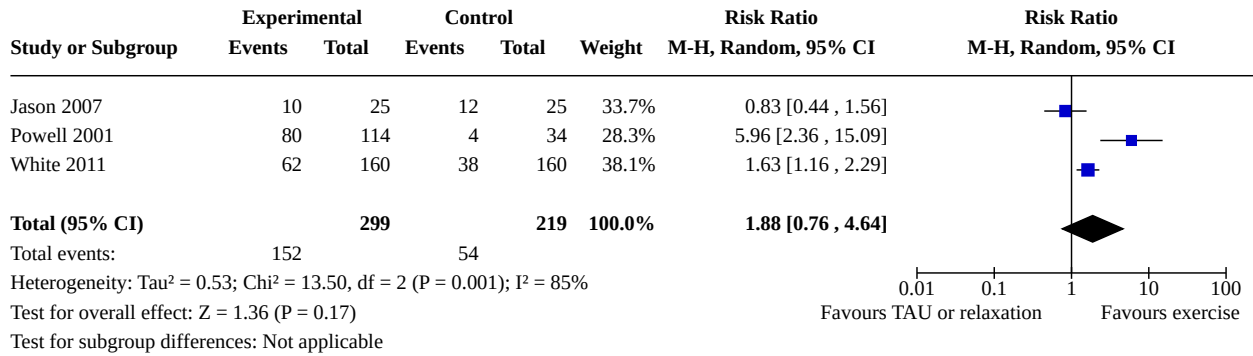 Experimental Control Risk Ratio Risk Ratio
Study or Subgroup Events Total Events Total Weight M-H, Random, 95% CI M-H, Random, 95% CI
Jason 2007 10 25 12 25 33.7% 0.83 [0.44 , 1.56]
Powell 2001 80 114 4 34 28.3% 5.96 [2.36 , 15.09]
White 2011 62 160 38 160 38.1% 1.63 [1.16 , 2.29]
Total (95% CI) 299 219 100.0% 1.88 [0.76 , 4.64]
Total events: 152 54
Heterogeneity: Tau² = 0.53; Chi² = 13.50, df = 2 (P = 0.001); I² = 85%
0.01 0.1 1 10 100
Test for overall effect: Z = 1.36 (P = 0.17) Favours TAU or relaxation Favours exercise
Test for subgroup differences: Not applicable